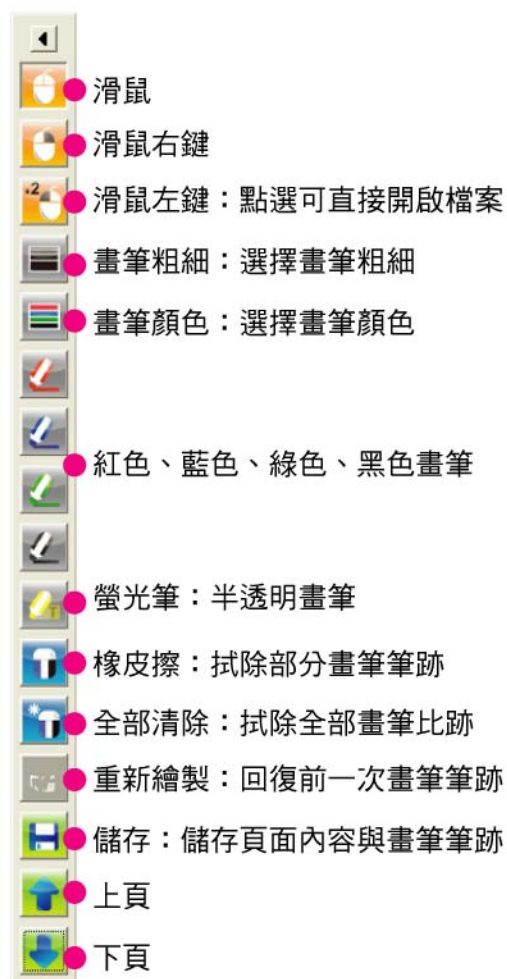 滑鼠
滑鼠右鍵
滑鼠左鍵：點選可直接開啟檔案
畫筆粗細：選擇畫筆粗細
畫筆顏色：選擇畫筆顏色
紅色、藍色、綠色、黑色畫筆
螢光筆：半透明畫筆
橡皮擦：拭除部分畫筆筆跡
全部清除：拭除全部畫筆比跡
重新繪製：回復前一次畫筆筆跡
儲存：儲存頁面內容與畫筆筆跡
上頁
下頁